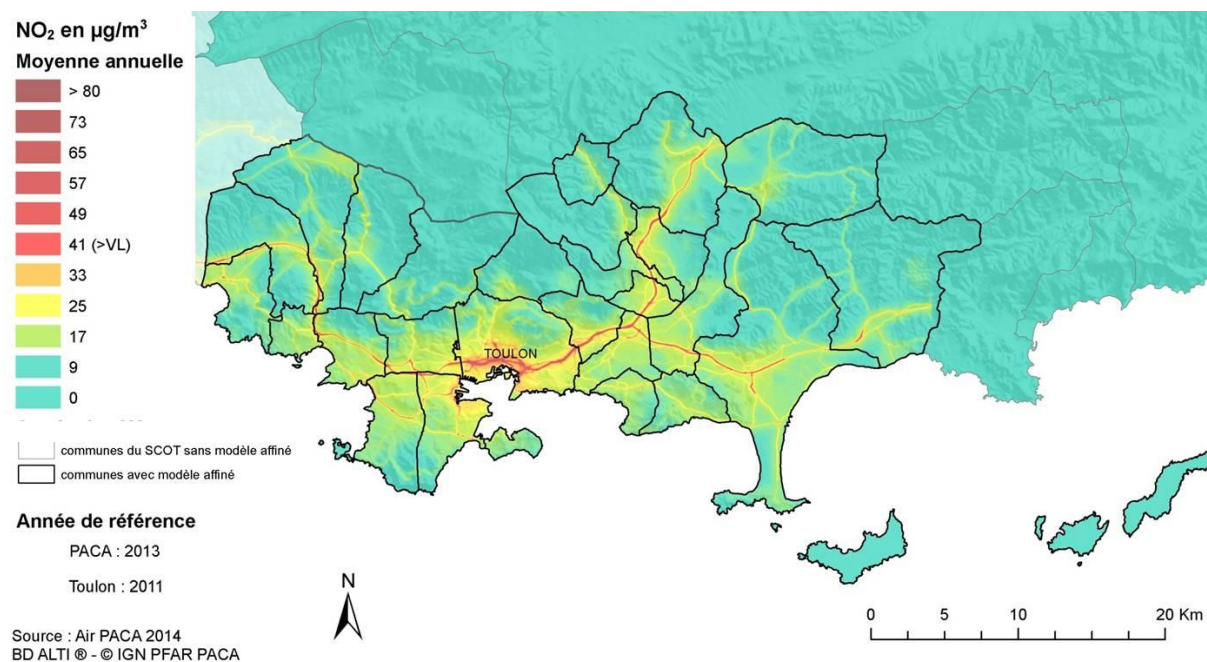 NO₂ en µg/m³
Moyenne annuelle
> 80
73
65
57
49
41 (>VL)
33
25
17
9
0
communes du SCOT sans modèle affiné
communes avec modèle affiné
Année de référence
PACA : 2013
Toulon : 2011
Source : Air PACA 2014
BD ALTI ® - © IGN PFAR PACA
TOULON
N
0 5 10 20 Km